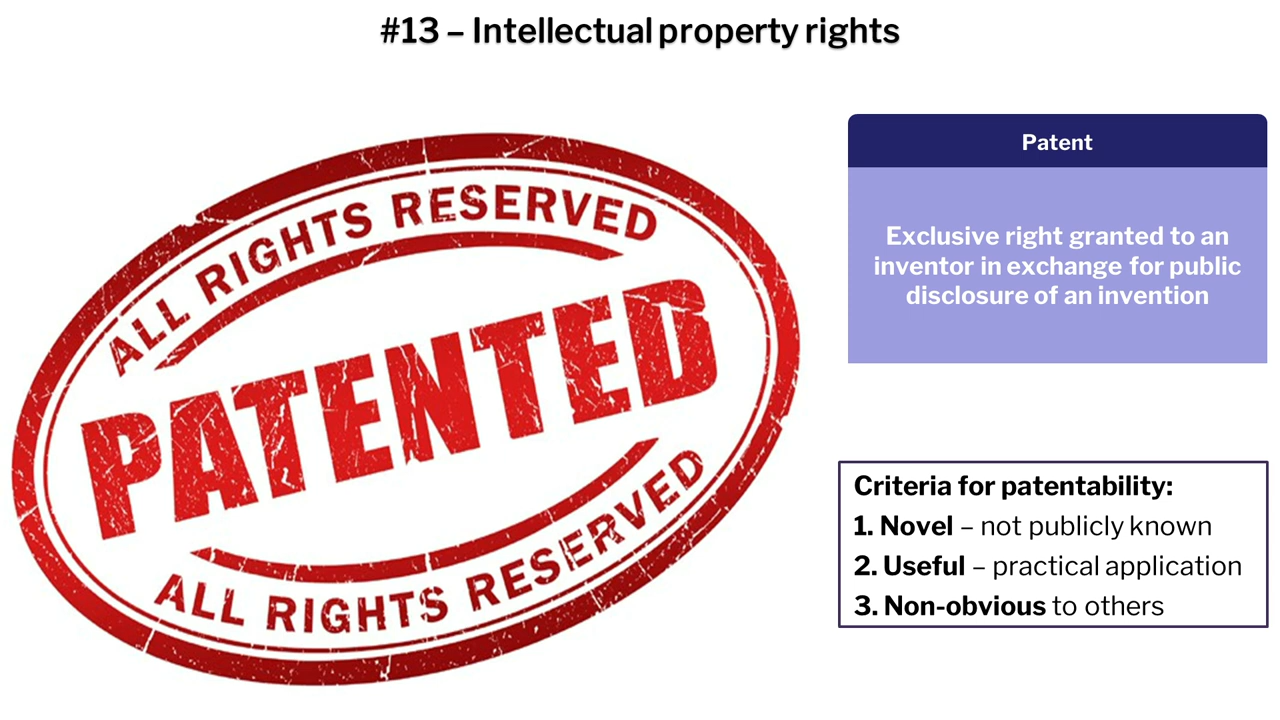 #13 – Intellectual property rights
ALL RIGHTS RESERVED
PATENTED
ALL RIGHTS RESERVED
Patent
Exclusive right granted to an
inventor in exchange for public
disclosure of an invention
Criteria for patentability:
1. Novel – not publicly known
2. Useful – practical application
3. Non-obvious to others